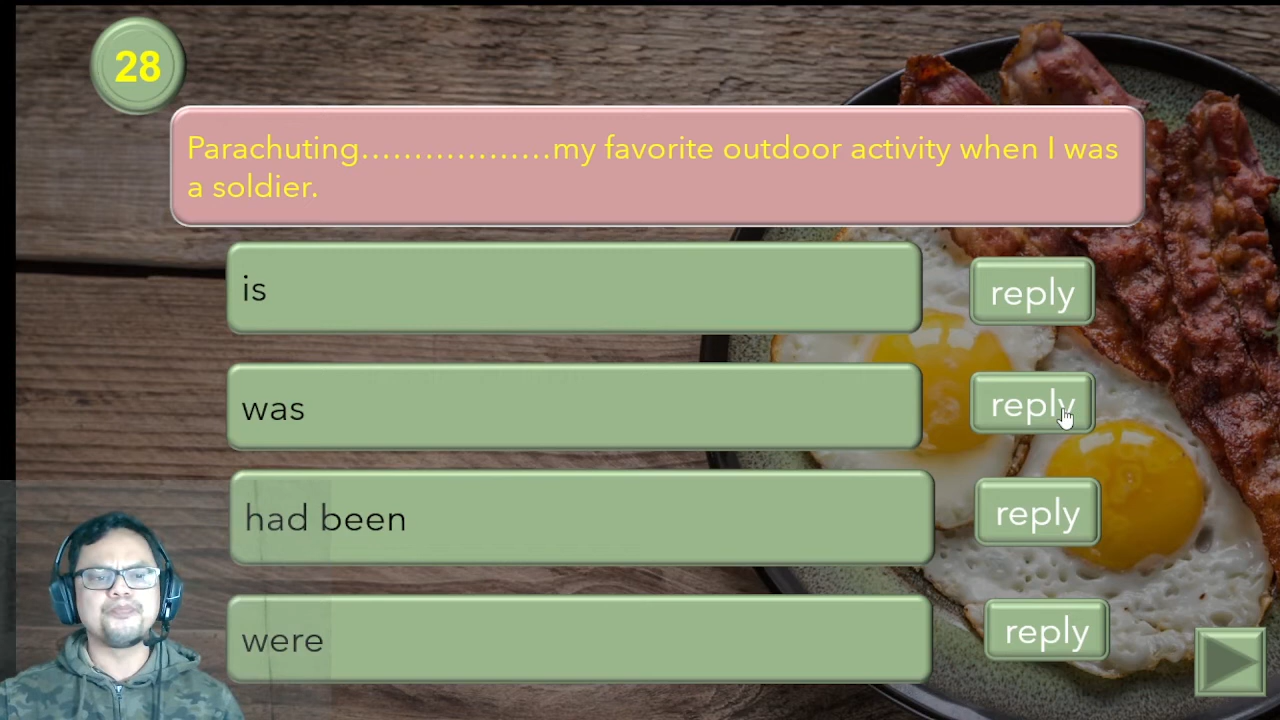 28
Parachuting..................my favorite outdoor activity when I was
a soldier.
is
reply
was
reply
had been
reply
were
reply